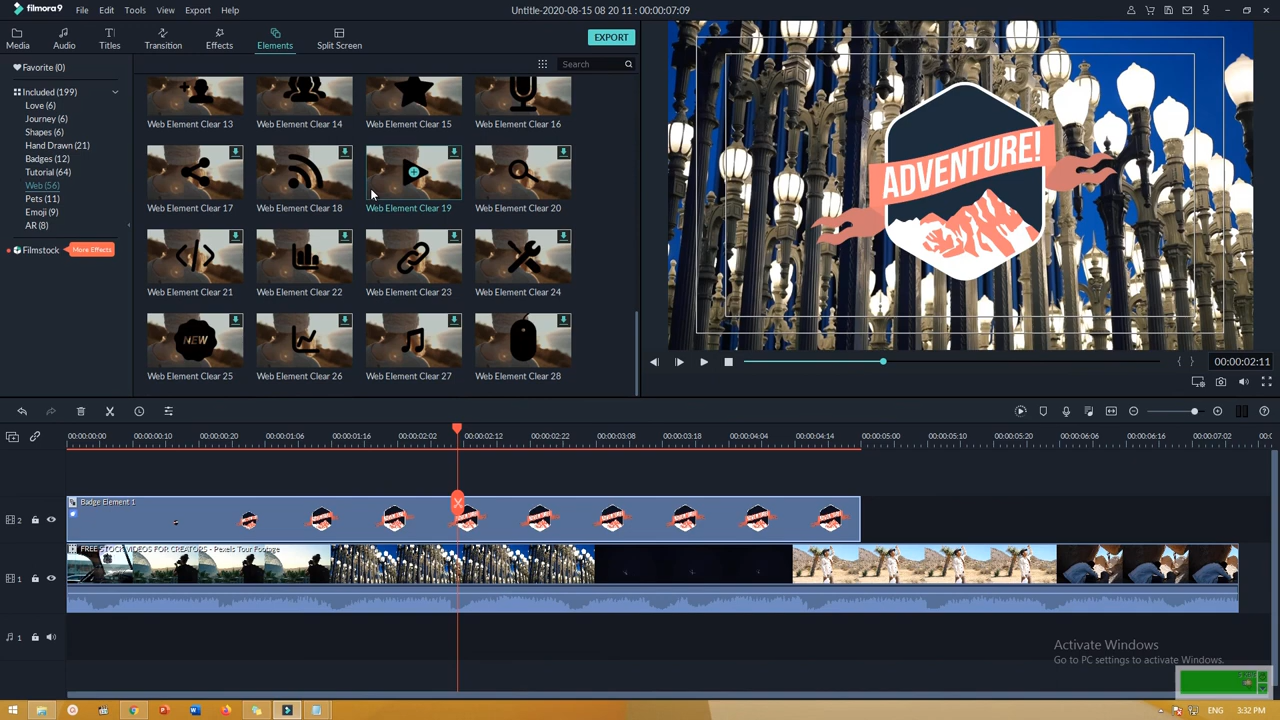 filmora9 File Edit Tools View Export Help Untitle-2020-08-15 08 20 11 : 00:00:07:09
Media Audio Titles Transition Effects Elements Split Screen EXPORT
Favorite (0)
Included (199)
Love (6)
Journey (6)
Shapes (6)
Hand Drawn (21)
Badges (12)
Tutorial (64)
Web (56)
Pets (11)
Emoji (9)
AR (8)
Filmstock More Effects
Search
Web Element Clear 13 Web Element Clear 14 Web Element Clear 15 Web Element Clear 16
Web Element Clear 17 Web Element Clear 18 Web Element Clear 19 Web Element Clear 20
Web Element Clear 21 Web Element Clear 22 Web Element Clear 23 Web Element Clear 24
NEW
Web Element Clear 25 Web Element Clear 26 Web Element Clear 27 Web Element Clear 28
ADVENTURE!
00:00:02:11
00:00:00:00 00:00:00:10 00:00:00:20 00:00:01:06 00:00:01:16 00:00:02:02 00:00:02:12 00:00:02:22 00:00:03:08 00:00:03:18 00:00:04:04 00:00:04:14 00:00:05:00 00:00:05:10 00:00:05:20 00:00:06:06 00:00:06:16 00:00:07:02
Badge Element 1
2
FREE STOCK VIDEOS FOR CREATORS - Pexels Tour Footage
1
1
Activate Windows
Go to PC settings to activate Windows.
ENG 3:32 PM